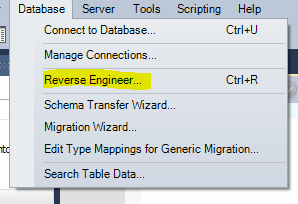 Database Server Tools Scripting Help
Connect to Database... Ctrl+U
Manage Connections...
Reverse Engineer... Ctrl+R
Schema Transfer Wizard...
Migration Wizard...
Edit Type Mappings for Generic Migration...
Search Table Data...